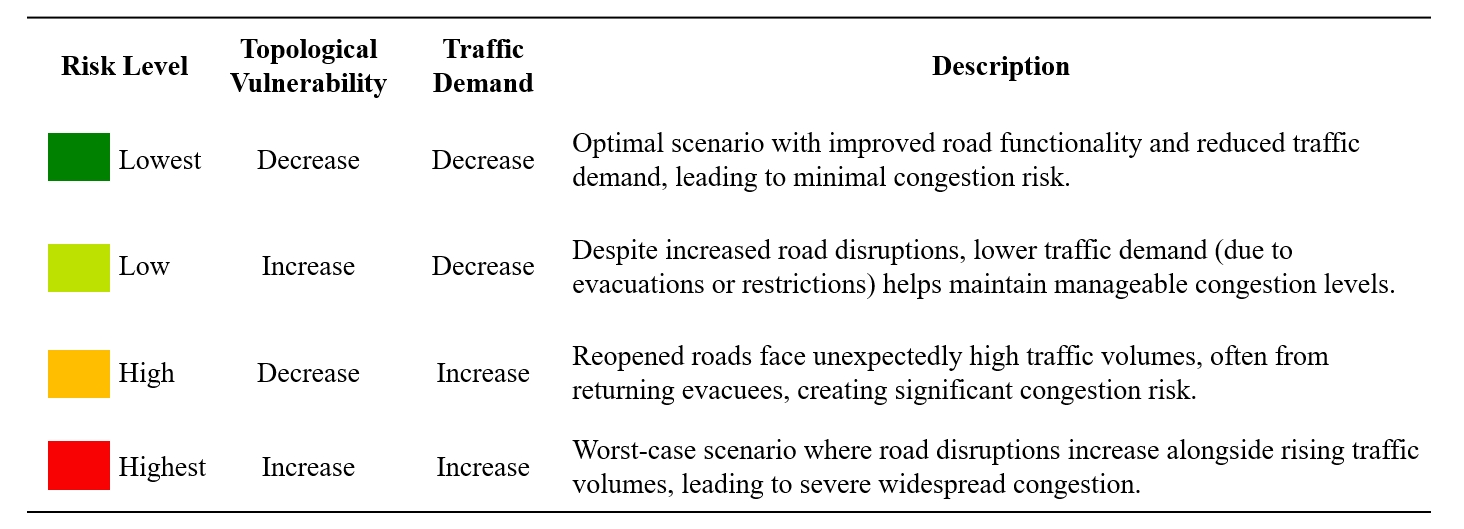 Risk Level
Topological
Vulnerability
Traffic
Demand
Description
Lowest
Decrease
Decrease
Optimal scenario with improved road functionality and reduced traffic
demand, leading to minimal congestion risk.
Low
Increase
Decrease
Despite increased road disruptions, lower traffic demand (due to
evacuations or restrictions) helps maintain manageable congestion levels.
High
Decrease
Increase
Reopened roads face unexpectedly high traffic volumes, often from
returning evacuees, creating significant congestion risk.
Highest
Increase
Increase
Worst-case scenario where road disruptions increase alongside rising traffic
volumes, leading to severe widespread congestion.